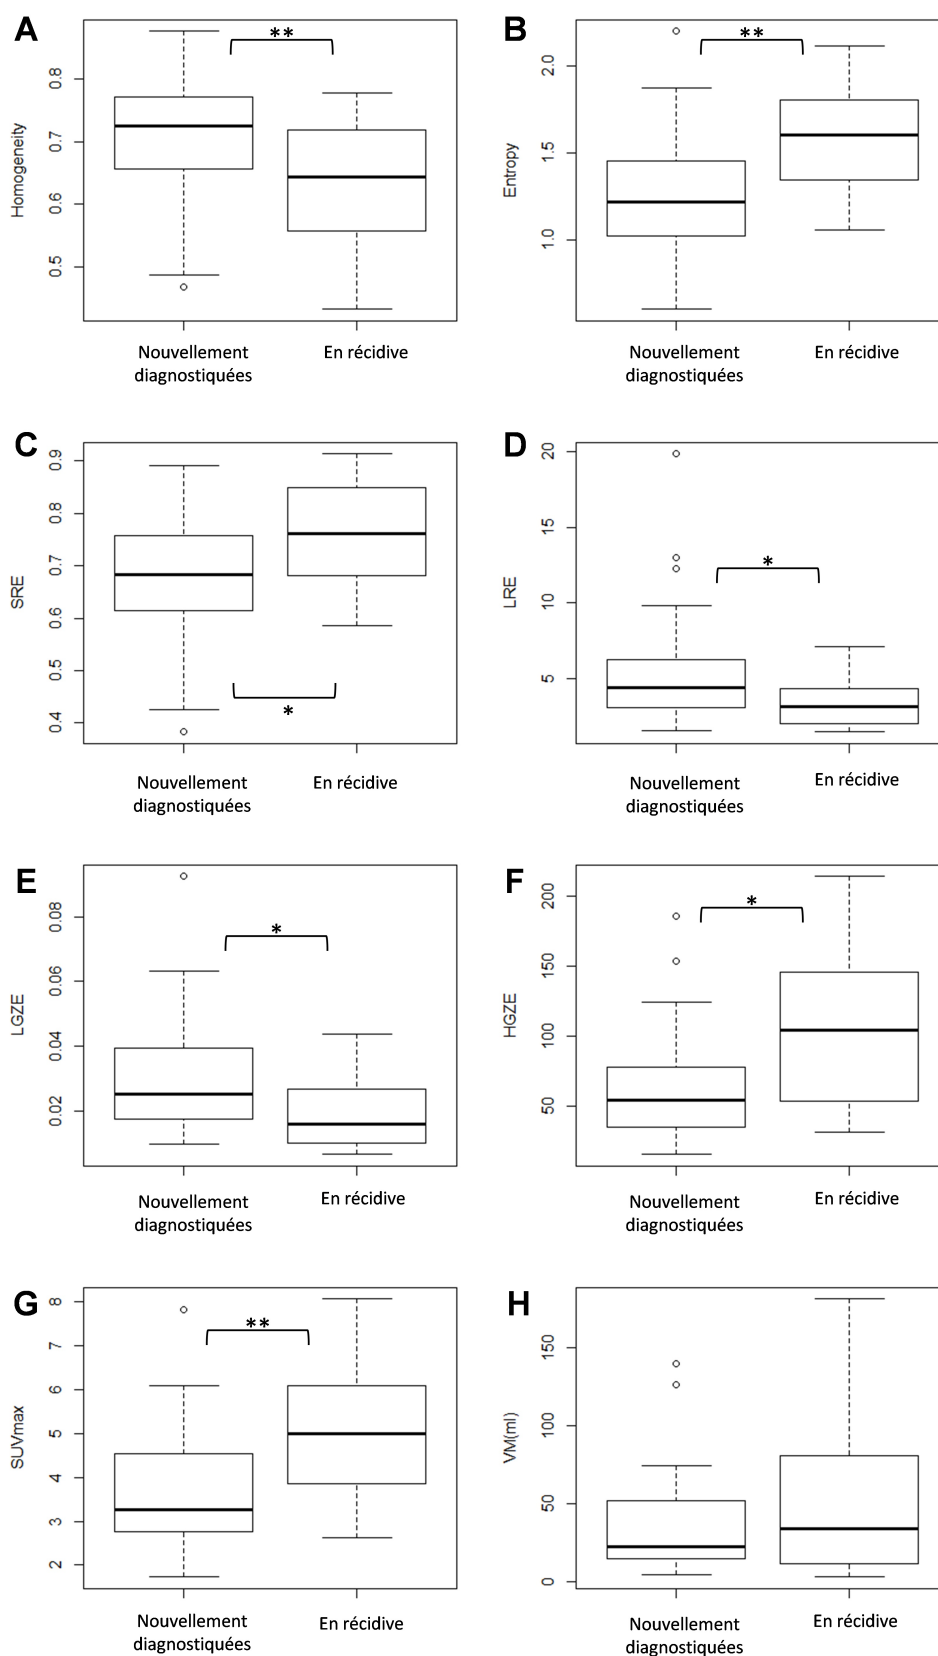 A
**
Homogeneity
0.8
0.7
0.6
0.5
Nouvellement
diagnostiquées
En récidive
B
**
Entropy
2.0
1.5
1.0
Nouvellement
diagnostiquées
En récidive
C
SRE
0.9
0.8
0.7
0.6
0.5
0.4
*
Nouvellement
diagnostiquées
En récidive
D
*
LRE
20
15
10
5
Nouvellement
diagnostiquées
En récidive
E
*
LGZE
0.08
0.06
0.04
0.02
Nouvellement
diagnostiquées
En récidive
F
*
HGZE
200
150
100
50
Nouvellement
diagnostiquées
En récidive
G
**
SUVmax
8
7
6
5
4
3
2
Nouvellement
diagnostiquées
En récidive
H
VM(ml)
150
100
50
0
Nouvellement
diagnostiquées
En récidive